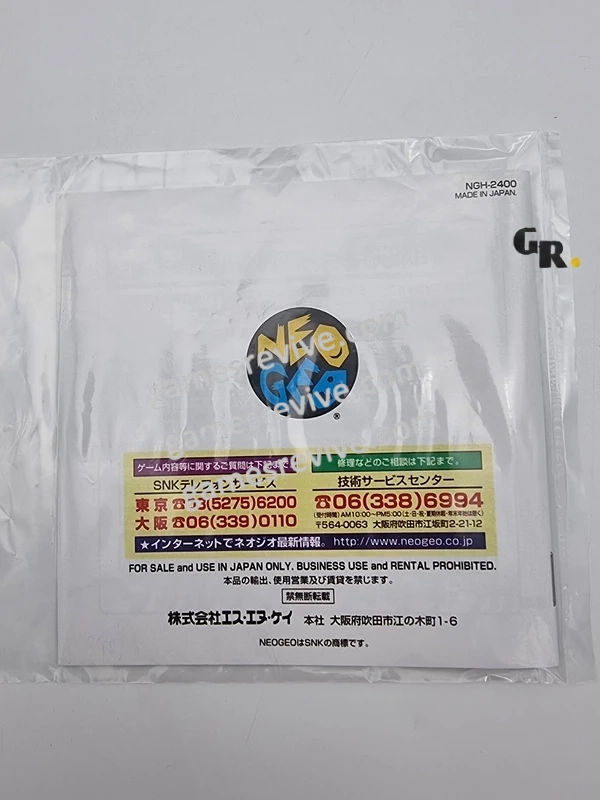 NGH-2400
MADE IN JAPAN.
GR.
NEO
GEO
®
gamesrevive.com
gamesrevive.com
gamesrevive.com
ゲーム内容等に関するご質問は下記まで。
SNKテレフォンサービス
東京☎03(5275)6200
大阪☎06(339)0110
修理などのご相談は下記まで。
技術サービスセンター
☎06(338)6994
(受付時間)AM10:00〜PM5:00(土・日・祝・夏期休暇・年末年始は除く)
〒564-0063 大阪府吹田市江坂町2-21-12
★インターネットでネオジオ最新情報。http://www.neogeo.co.jp
FOR SALE and USE IN JAPAN ONLY. BUSINESS USE and RENTAL PROHIBITED.
本品の輸出、使用営業及び賃貸を禁じます。
禁無断転載
株式会社エス・エヌ・ケイ 本社 大阪府吹田市江の木町1-6
NEOGEOはSNKの商標です。